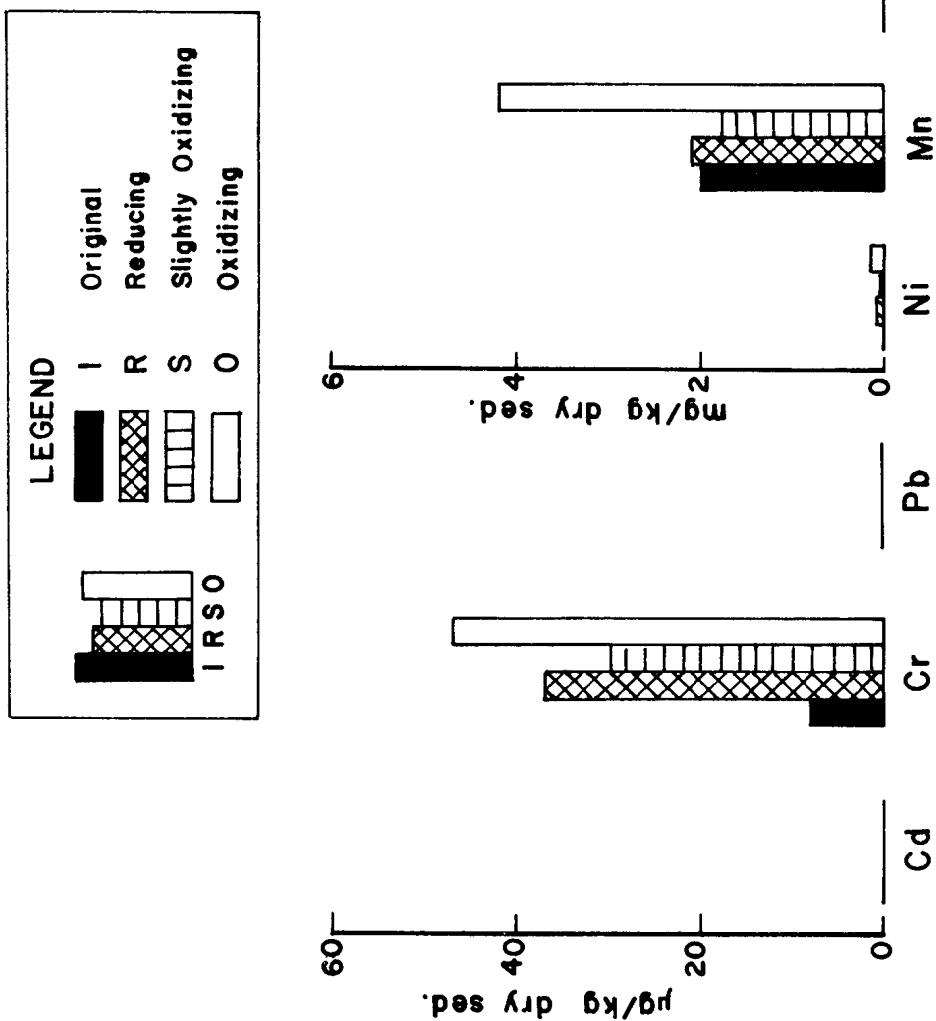 LEGEND
I R S O
I Original
R Reducing
S Slightly Oxidizing
O Oxidizing
60
40
20
0
µg/kg dry sed.
Cd
Cr
Pb
6
4
2
0
mg/kg dry sed.
Ni
Mn